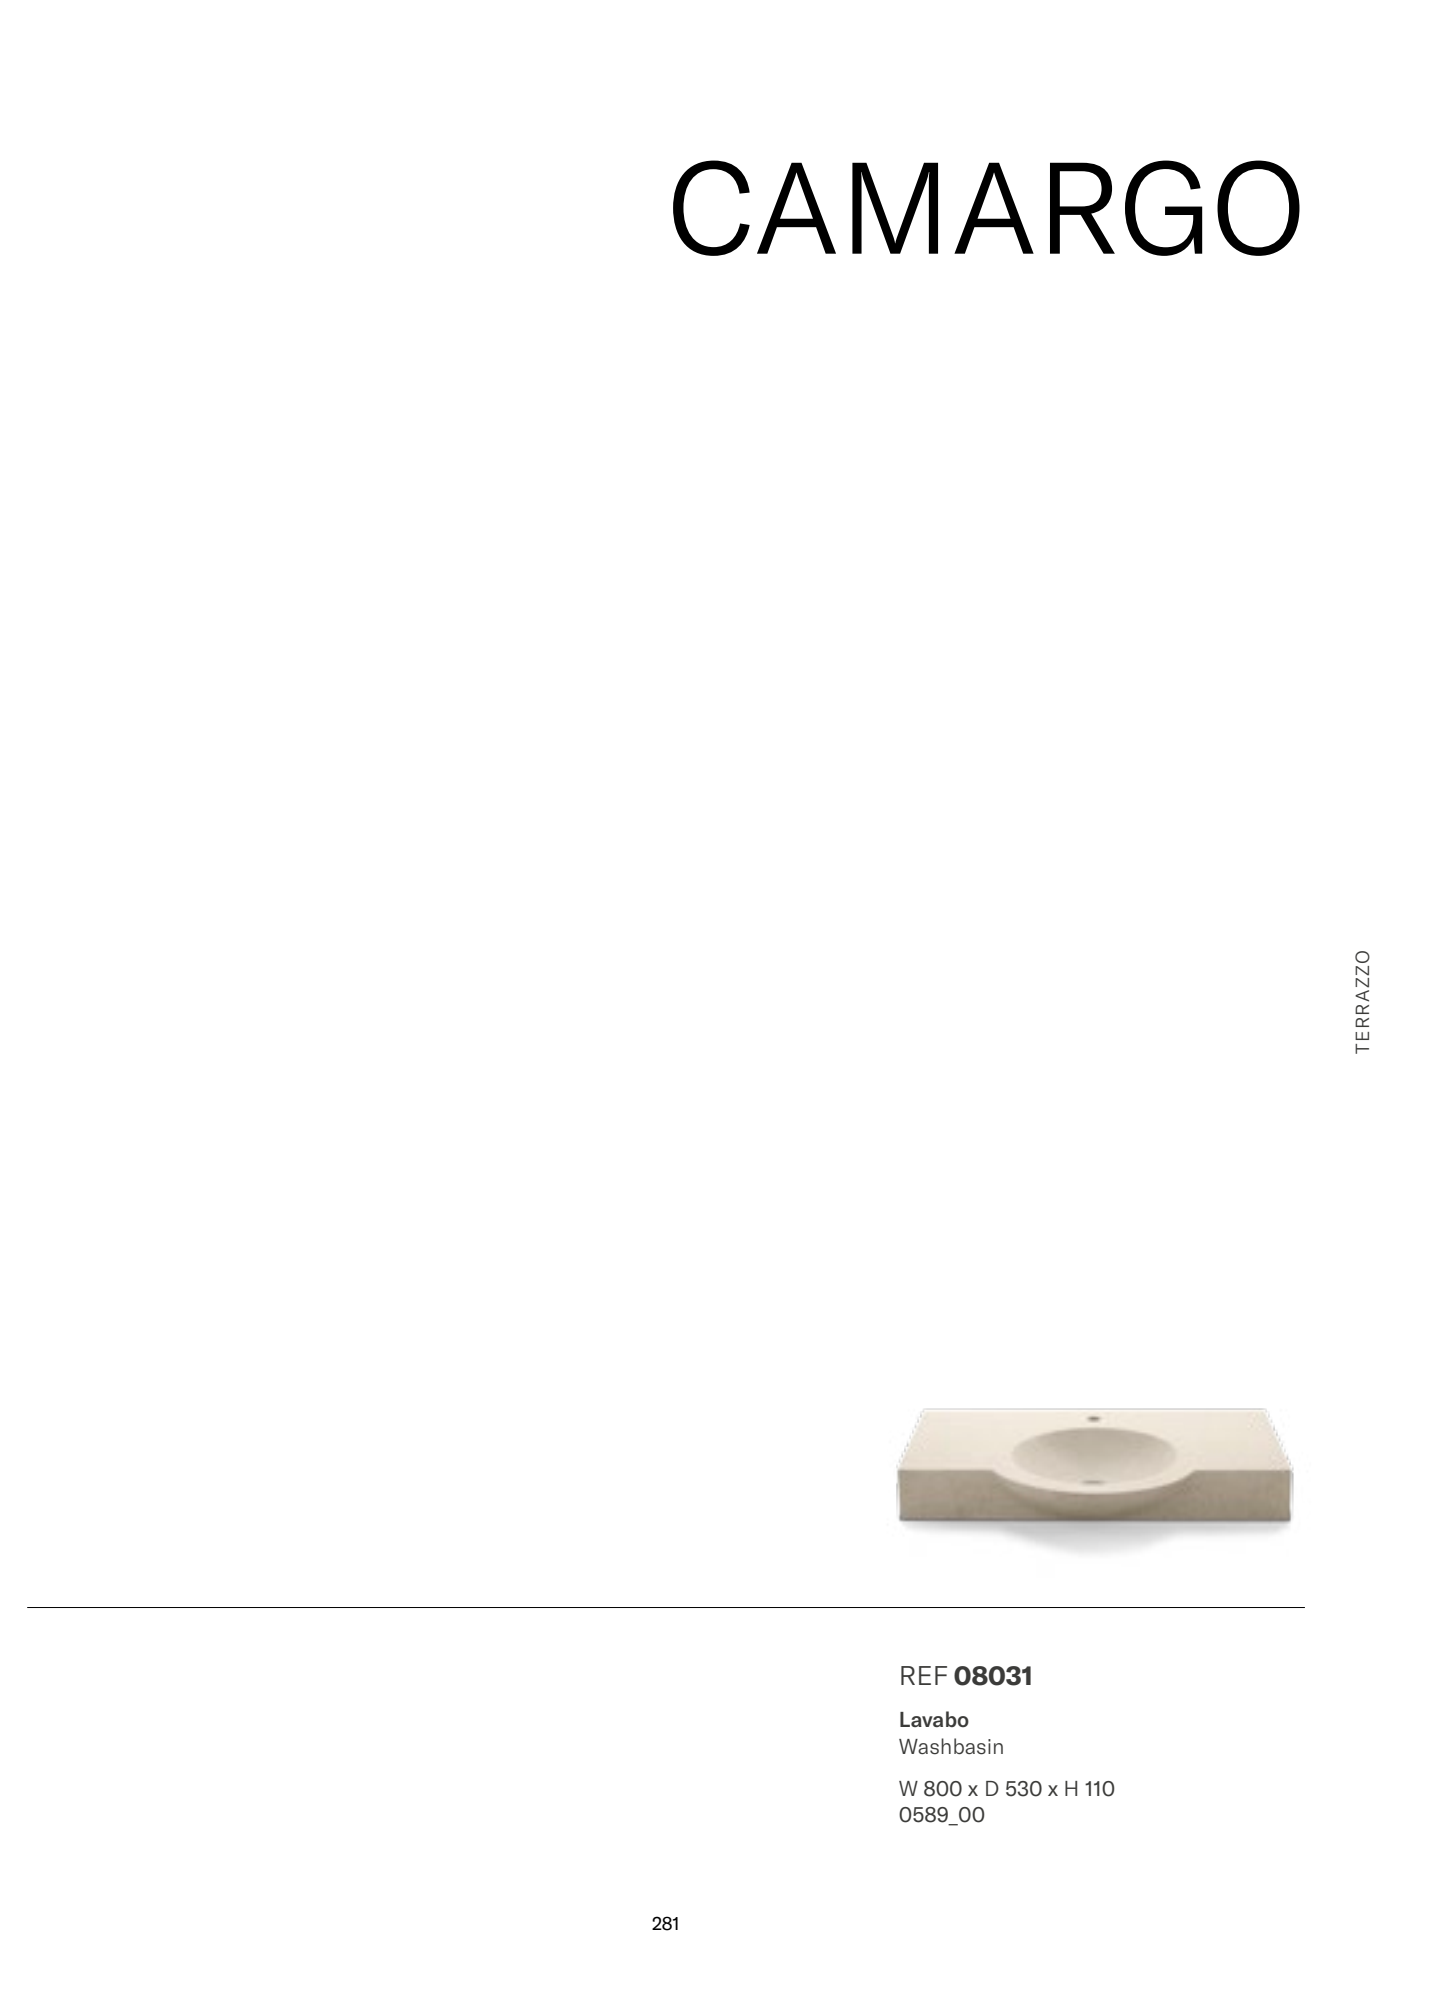 CAMARGO
TERRAZZO
REF 08031
Lavabo
Washbasin
W 800 x D 530 x H 110
0589_00
281